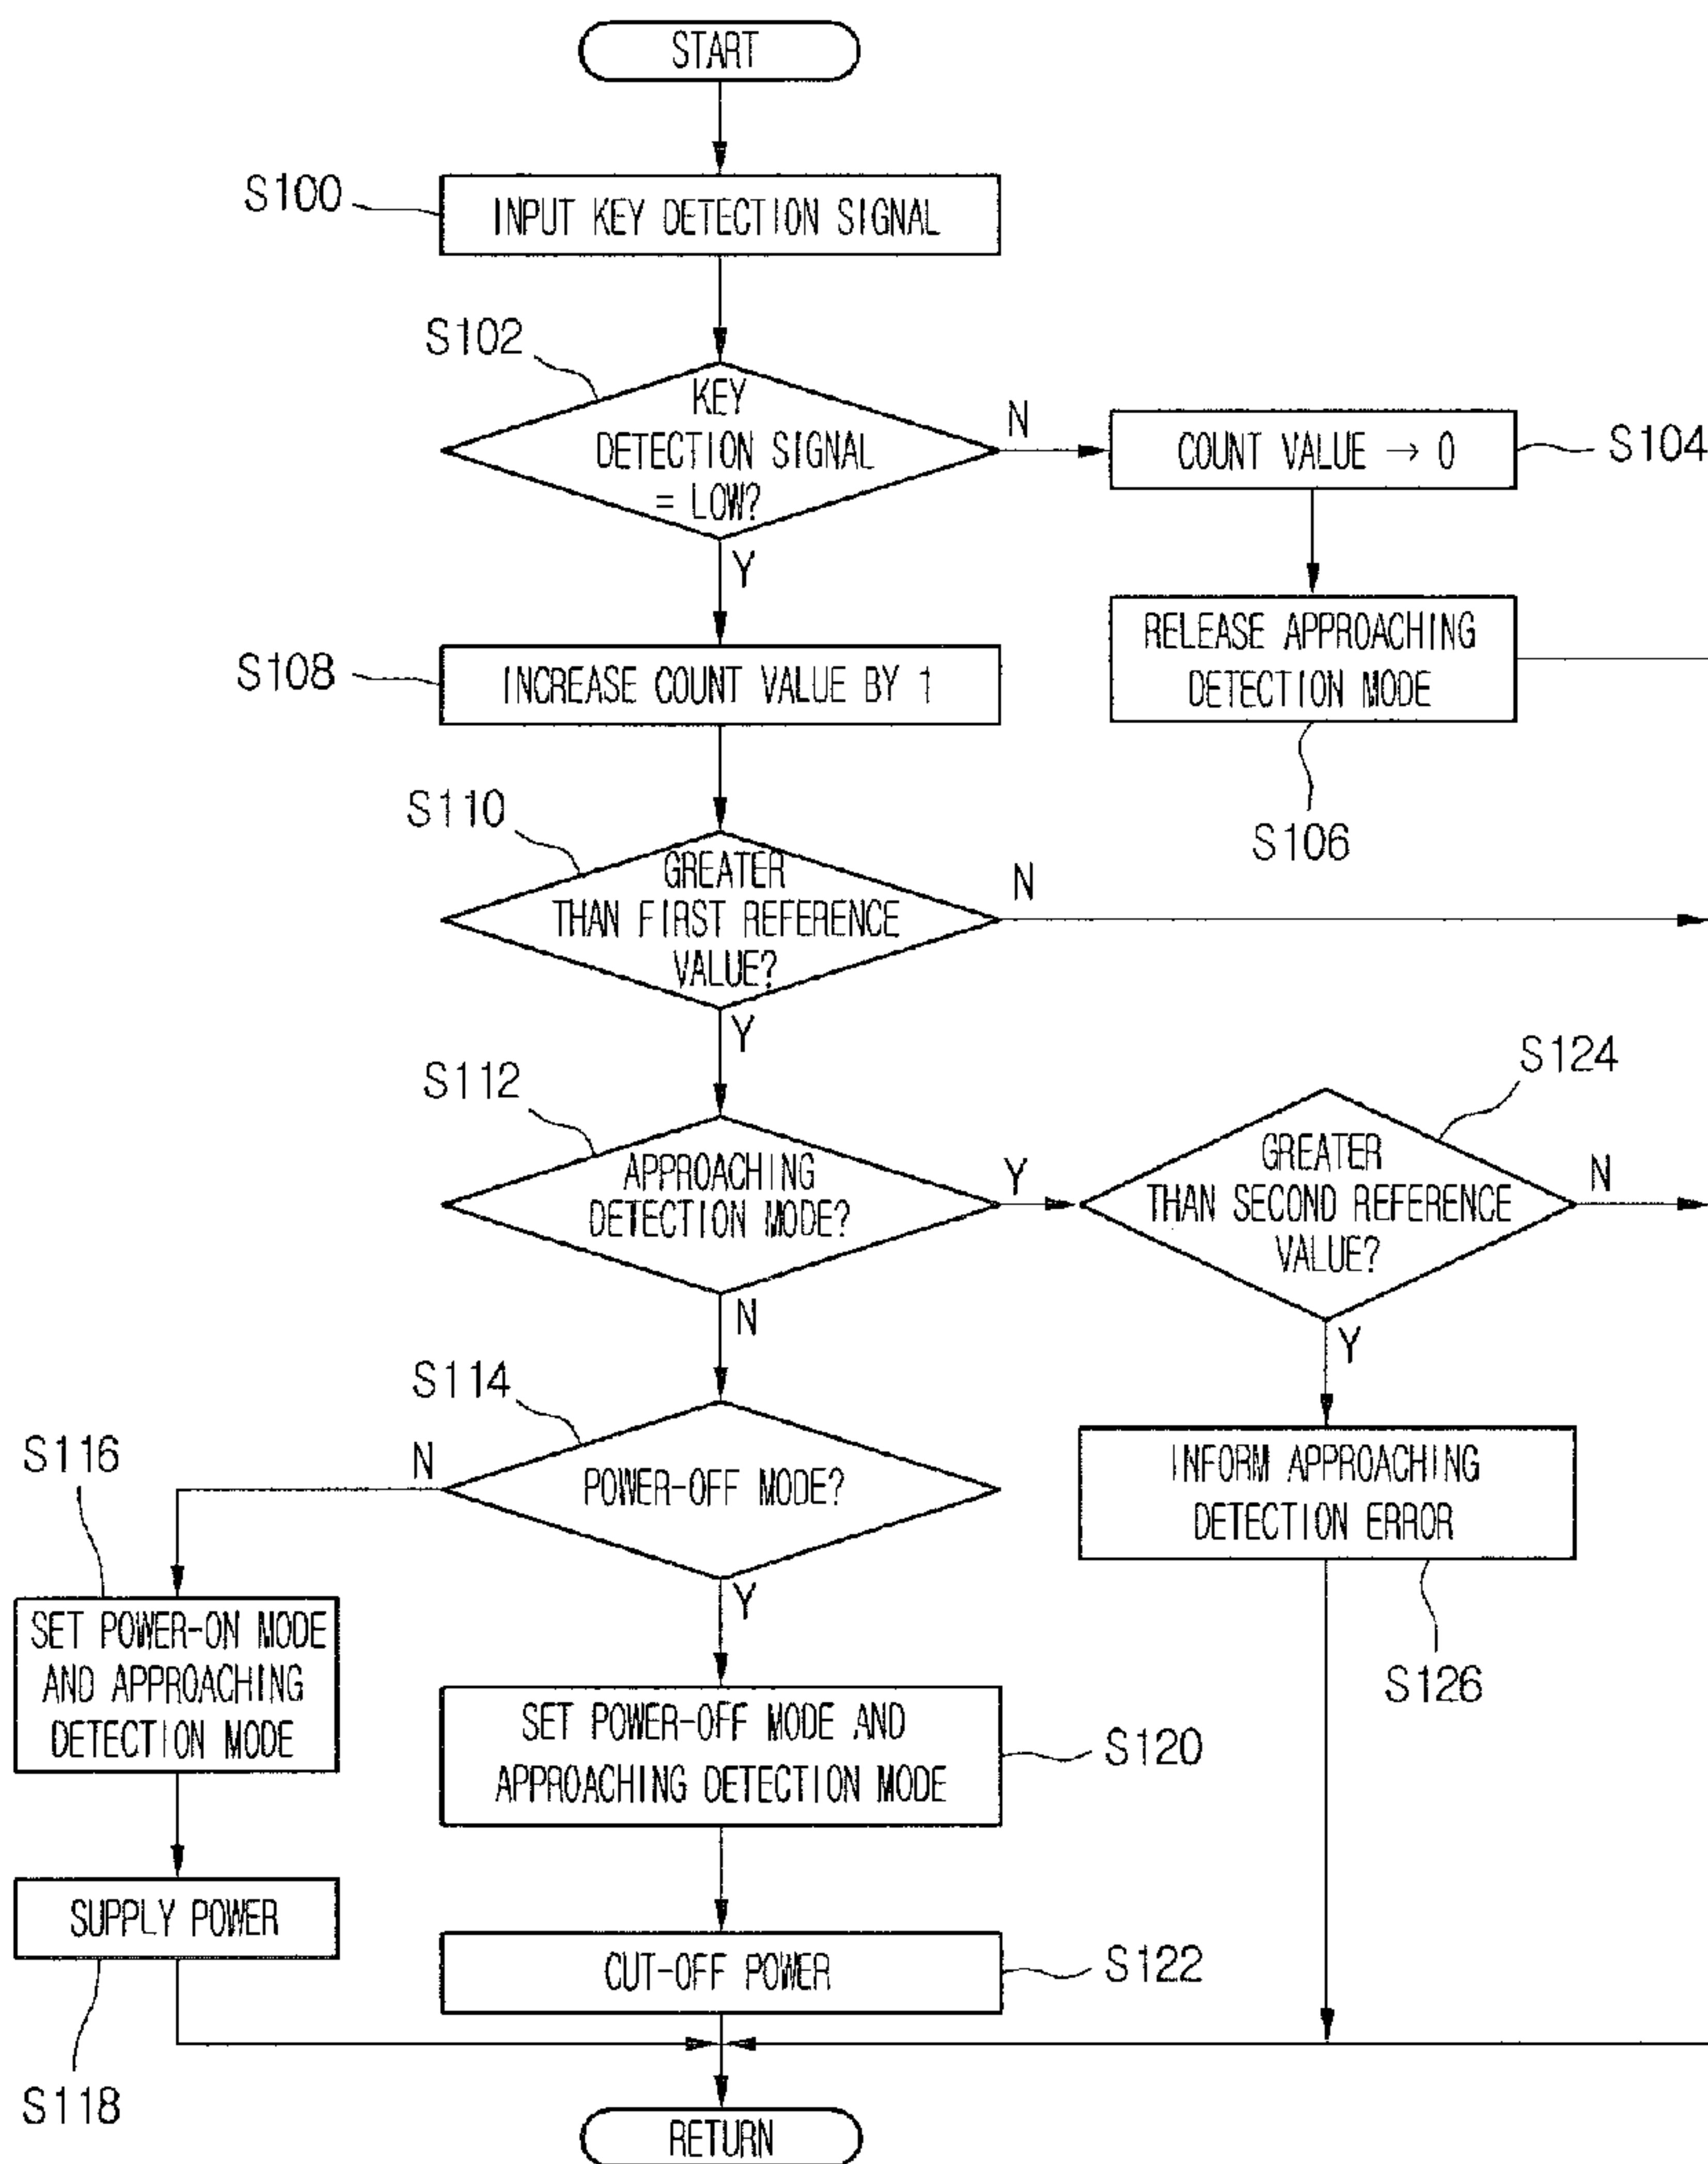 START
S100
INPUT KEY DETECTION SIGNAL
S102
KEY
DETECTION SIGNAL
= LOW?
N
COUNT VALUE → 0
S104
Y
RELEASE APPROACHING
DETECTION MODE
S106
S108
INCREASE COUNT VALUE BY 1
S110
GREATER
THAN FIRST REFERENCE
VALUE?
N
Y
S112
APPROACHING
DETECTION MODE?
Y
S124
GREATER
THAN SECOND REFERENCE
VALUE?
N
N
Y
S114
POWER-OFF MODE?
N
INFORM APPROACHING
DETECTION ERROR
S126
S116
SET POWER-ON MODE
AND APPROACHING
DETECTION MODE
Y
SET POWER-OFF MODE AND
APPROACHING DETECTION MODE
S120
SUPPLY POWER
CUT-OFF POWER
S122
S118
RETURN